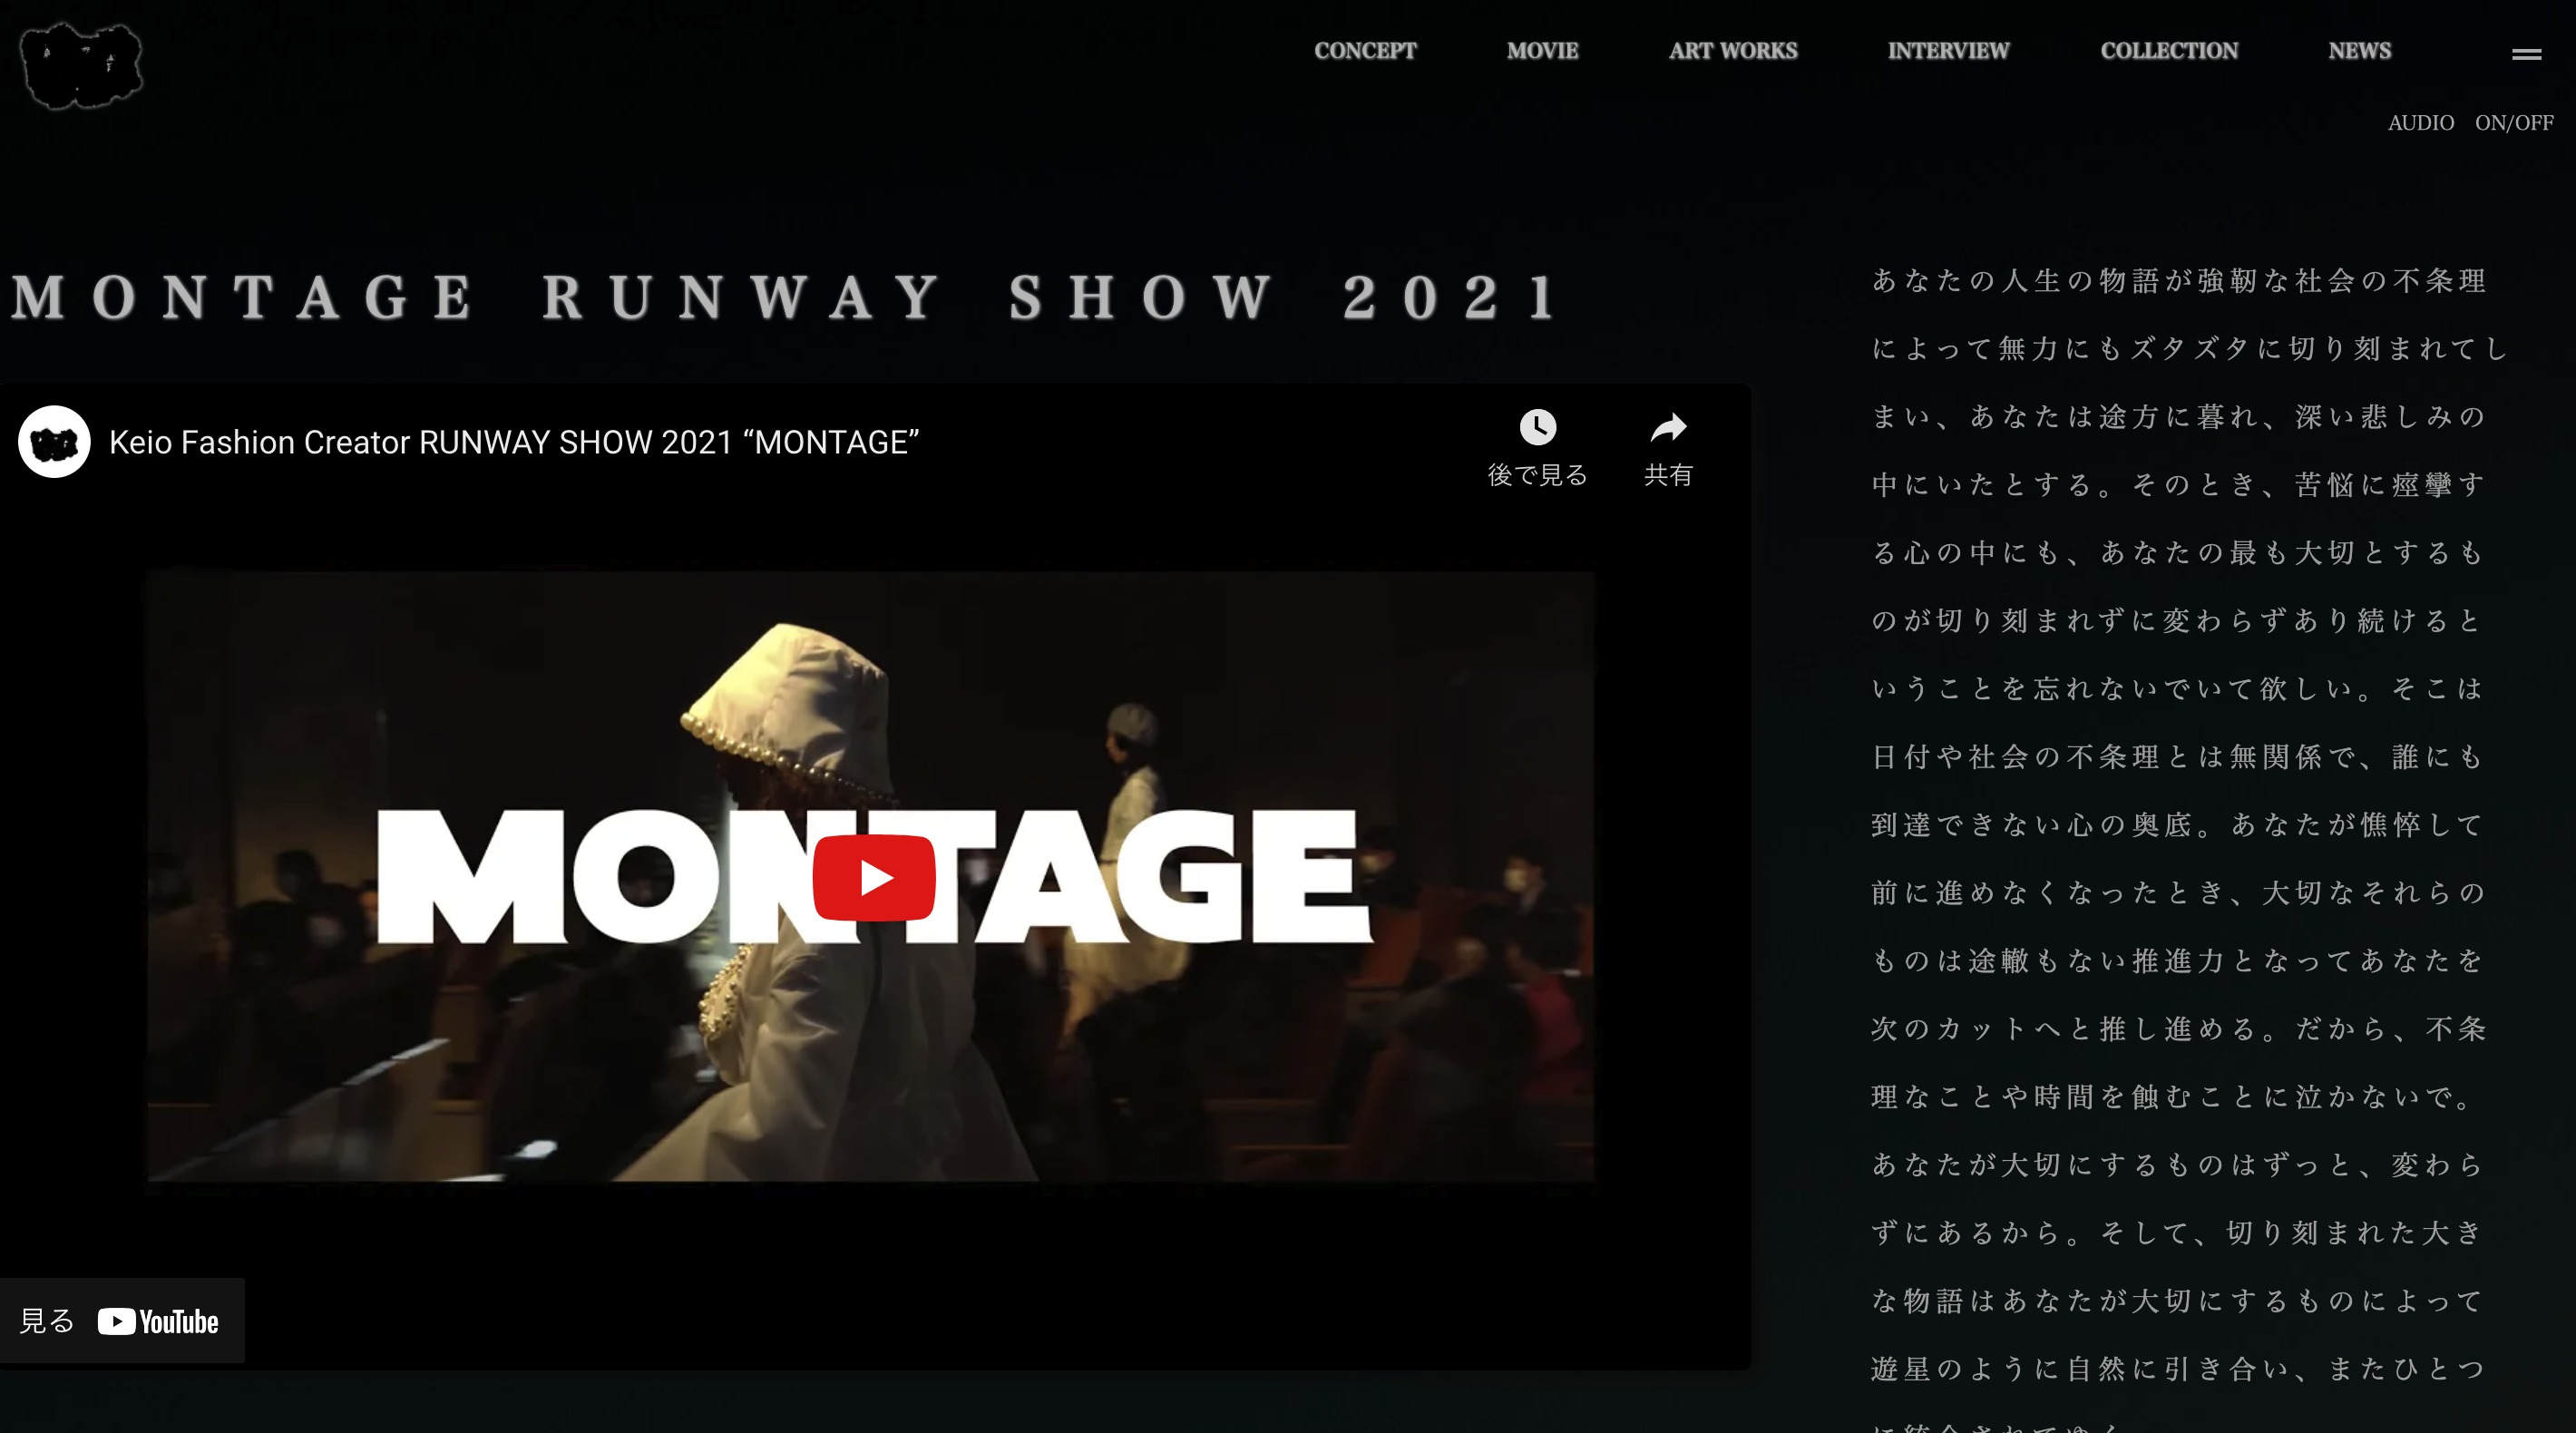 CONCEPT MOVIE ART WORKS INTERVIEW COLLECTION NEWS
AUDIO ON/OFF
MONTAGE RUNWAY SHOW 2021
Keio Fashion Creator RUNWAY SHOW 2021 “MONTAGE”
後で見る 共有
MONTAGE
見る YouTube
あなたの人生の物語が強靭な社会の不条理
によって無力にもズタズタに切り刻まれてし
まい、あなたは途方に暮れ、深い悲しみの
中にいたとする。そのとき、苦悩に痙攣す
る心の中にも、あなたの最も大切とするも
のが切り刻まれずに変わらずあり続けると
いうことを忘れないでいて欲しい。そこは
日付や社会の不条理とは無関係で、誰にも
到達できない心の奥底。あなたが憔悴して
前に進めなくなったとき、大切なそれらの
ものは途轍もない推進力となってあなたを
次のカットへと推し進める。だから、不条
理なことや時間を蝕むことに泣かないで。
あなたが大切にするものはずっと、変わら
ずにあるから。そして、切り刻まれた大き
な物語はあなたが大切にするものによって
遊星のように自然に引き合い、またひとつ